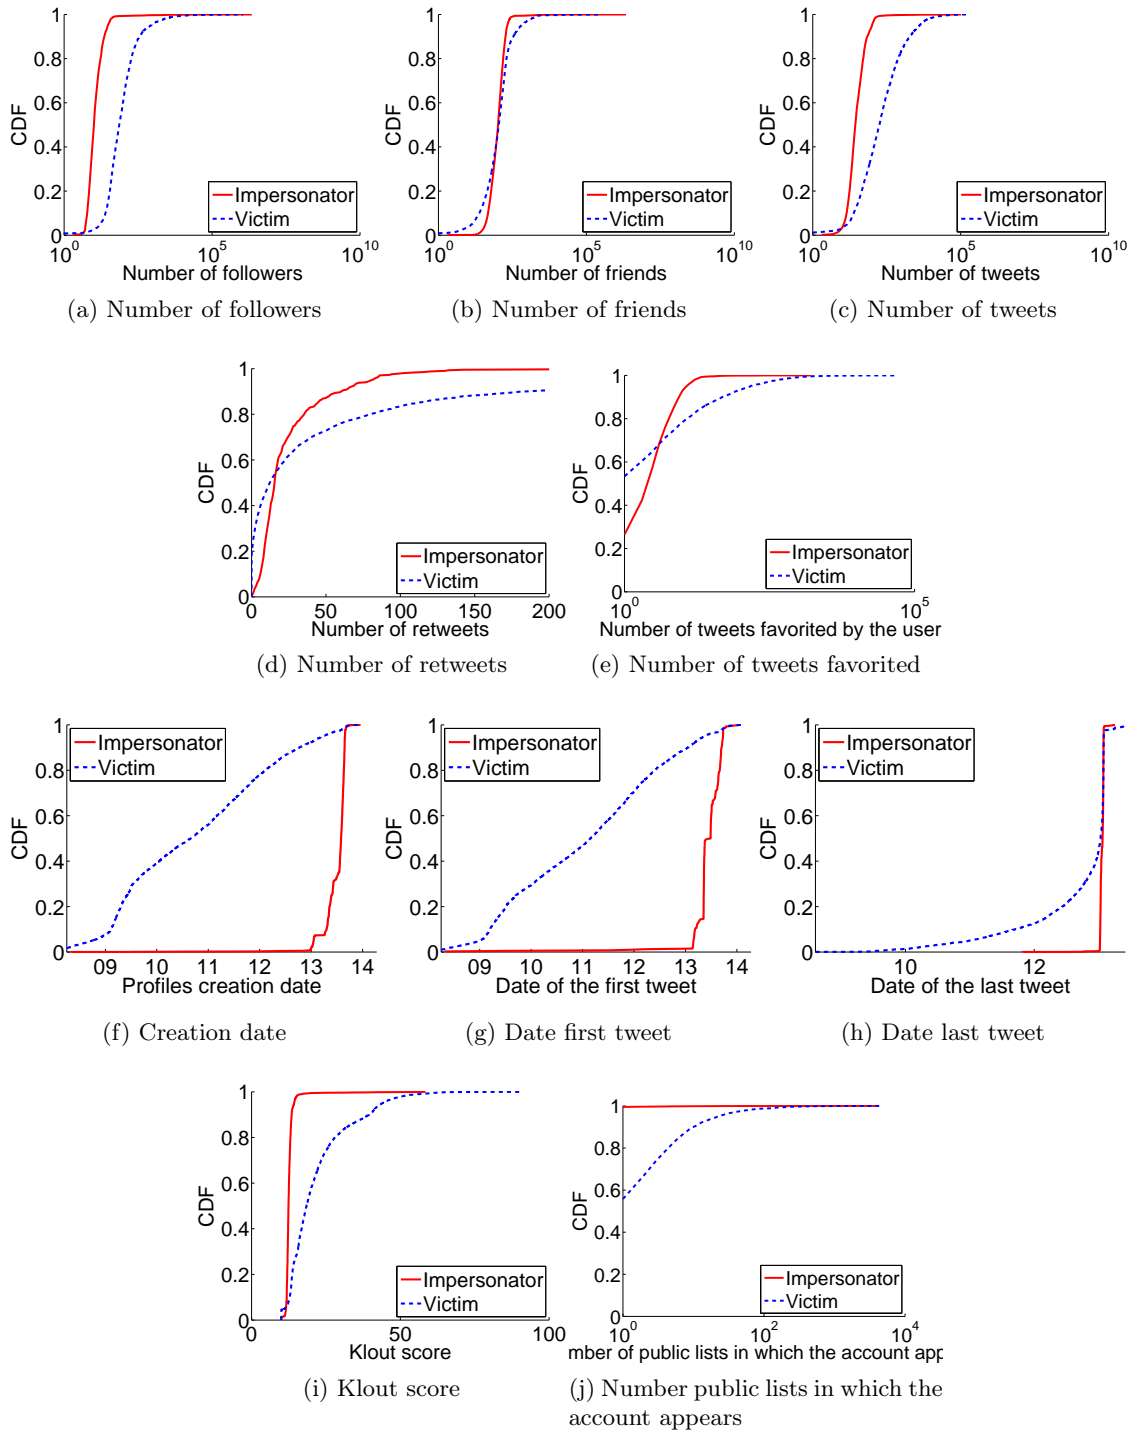 1
0.8
0.6
0.4
0.2
0
CDF
Impersonator
Victim
10^0 10^5 10^10
Number of followers
(a) Number of followers
1
0.8
0.6
0.4
0.2
0
CDF
Impersonator
Victim
10^0 10^5 10^10
Number of friends
(b) Number of friends
1
0.8
0.6
0.4
0.2
0
CDF
Impersonator
Victim
10^0 10^5 10^10
Number of tweets
(c) Number of tweets
1
0.8
0.6
0.4
0.2
0
CDF
Impersonator
Victim
0 50 100 150 200
Number of retweets
(d) Number of retweets
1
0.8
0.6
0.4
0.2
0
CDF
Impersonator
Victim
10^0 10^5
Number of tweets favorited by the user
(e) Number of tweets favorited
1
0.8
0.6
0.4
0.2
0
CDF
Impersonator
Victim
09 10 11 12 13 14
Profiles creation date
(f) Creation date
1
0.8
0.6
0.4
0.2
0
CDF
Impersonator
Victim
09 10 11 12 13 14
Date of the first tweet
(g) Date first tweet
1
0.8
0.6
0.4
0.2
0
CDF
Impersonator
Victim
10 12
Date of the last tweet
(h) Date last tweet
1
0.8
0.6
0.4
0.2
0
CDF
Impersonator
Victim
0 50 100
Klout score
(i) Klout score
1
0.8
0.6
0.4
0.2
0
CDF
Impersonator
Victim
10^0 10^2 10^4
mber of public lists in which the account app
(j) Number public lists in which the
account appears